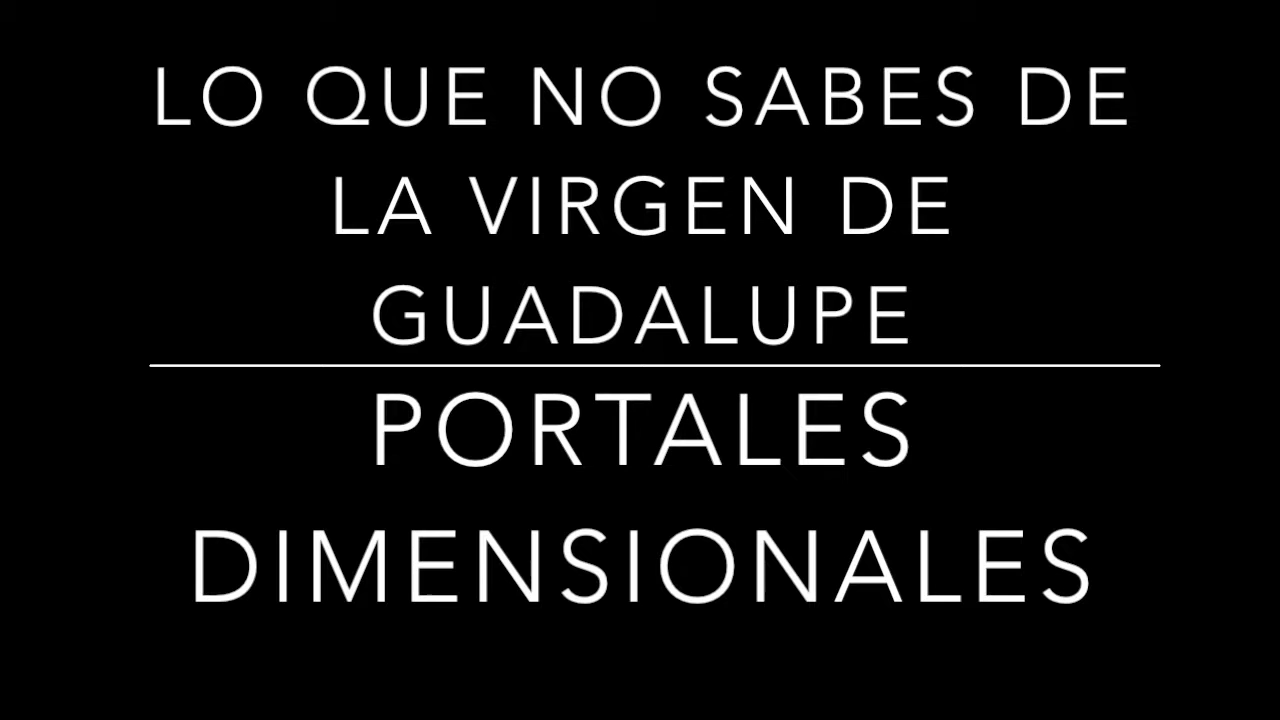 LO QUE NO SABES DE
LA VIRGEN DE
GUADALUPE
PORTALES
DIMENSIONALES